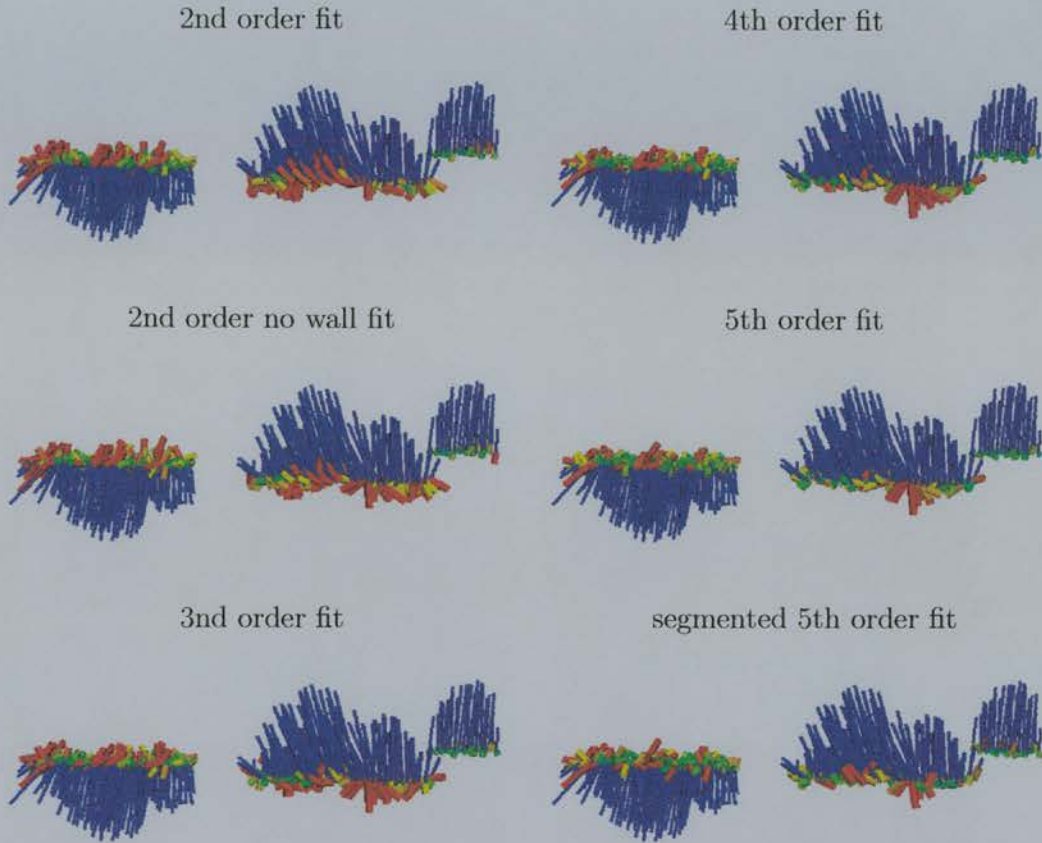 2nd order fit
4th order fit
2nd order no wall fit
5th order fit
3nd order fit
segmented 5th order fit